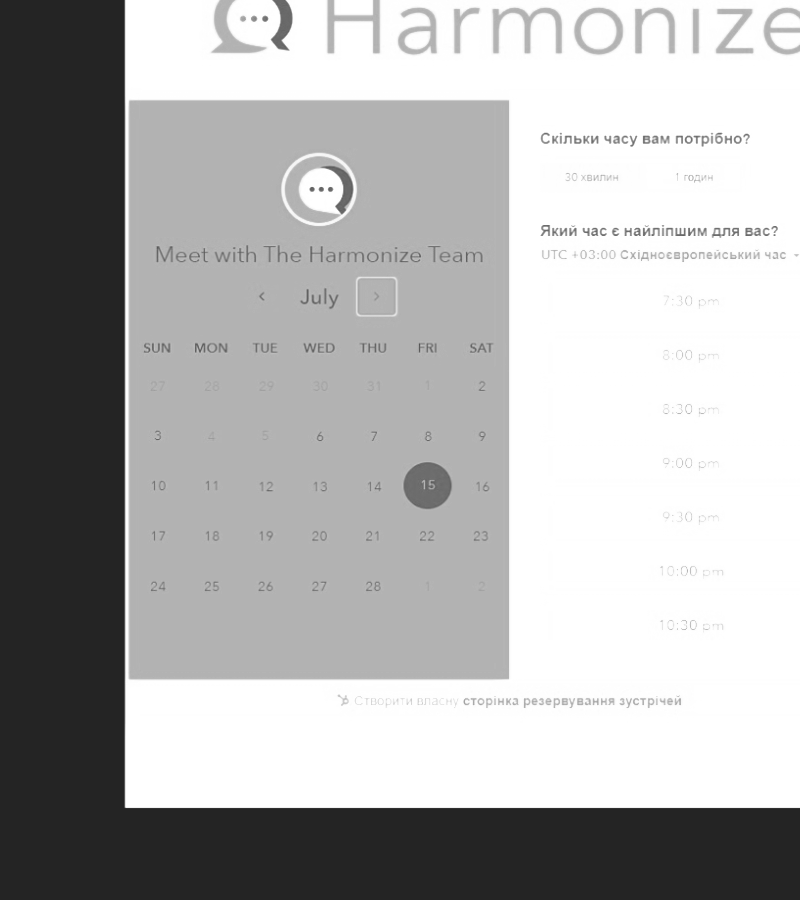 Harmonize
Meet with The Harmonize Team
July
SUN MON TUE WED THU FRI SAT
27 28 29 30 31 1 2
3 4 5 6 7 8 9
10 11 12 13 14 15 16
17 18 19 20 21 22 23
24 25 26 27 28 1 2
Скільки часу вам потрібно?
30 хвилин 1 годин
Який час є найліпшим для вас?
UTC +03:00 Східноєвропейський час
7:30 pm
8:00 pm
8:30 pm
9:00 pm
9:30 pm
10:00 pm
10:30 pm
Створити власну сторінка резервування зустрічей